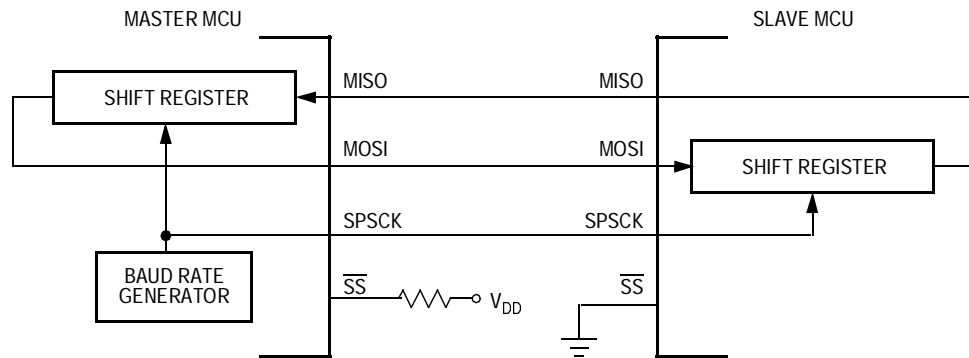 MASTER MCU
SLAVE MCU
SHIFT REGISTER
MISO
MISO
MOSI
MOSI
SHIFT REGISTER
SPSCK
SPSCK
BAUD RATE
GENERATOR
SS
VDD
SS